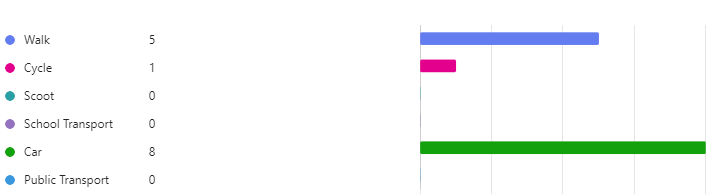 Walk 5
Cycle 1
Scoot 0
School Transport 0
Car 8
Public Transport 0